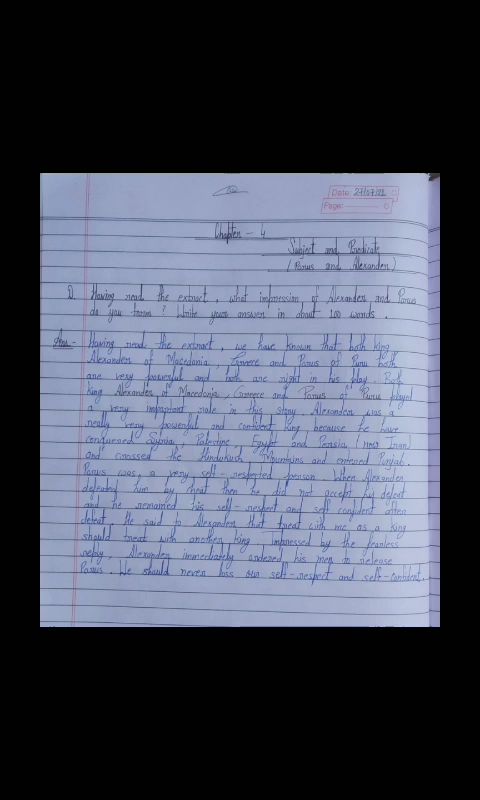 Date: 27/07/22
Page:
Chapter - 4
Subject and Predicate
(Porus and Alexander)
D. Having read the extract, what impression of Alexander and Porus
do you form? Write your answer in about 100 words.
Ans:- Having read the extract, we have known that both king
Alexander of Macedonia, Greece and Porus of Puru both
are very powerful and both are right in his play. Both
king Alexander of Macedonia, Greece and Porus of Puru played
a very important role in this story. Alexander was a
really very powerful and confident king because he have
conquered Syria, Palestine, Egypt and Persia (now Iran)
and crossed the Hindukush Mountains and entered Punjab.
Porus was a very self-respected person. When Alexander
defeated him by cheat then he did not accept his defeat
and he remained his self-respect and self confident after
defeat. He said to Alexander that treat with me as a king
should treat with another king. impressed by the fearless
reply, Alexander immediately ordered his men to release
Porus. We should never loss our self-respect and self-confident.